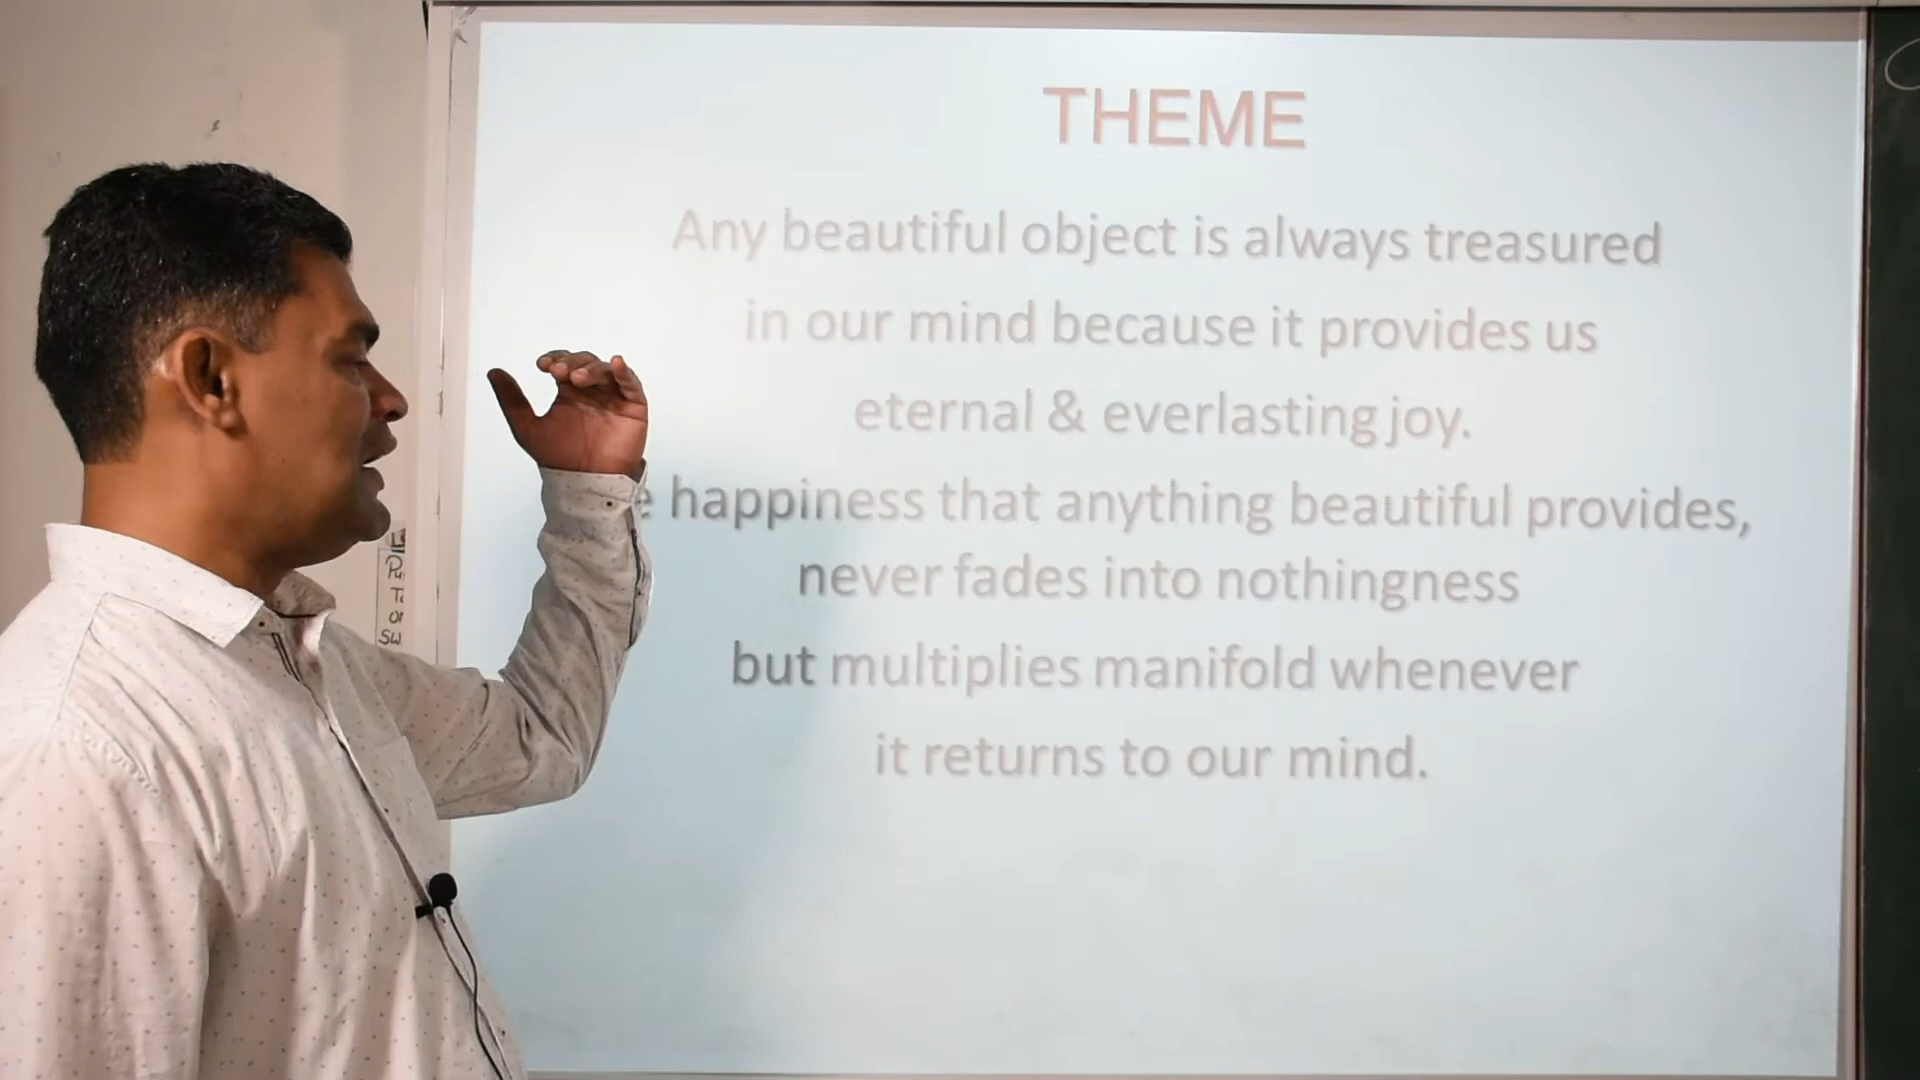 THEME
Any beautiful object is always treasured
in our mind because it provides us
eternal & everlasting joy.
happiness that anything beautiful provides,
never fades into nothingness
but multiplies manifold whenever
it returns to our mind.